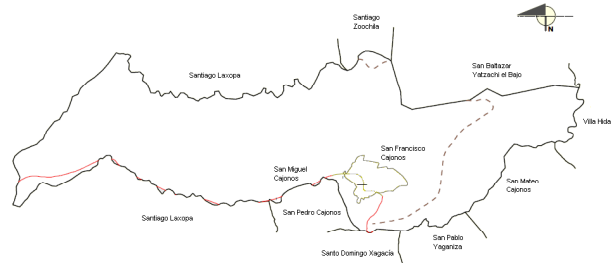 Santiago
Zoochila
N
Santiago Laxopa
San Baltazar
Yatzachi el Bajo
Villa Hida
San Francisco
Cajonos
San Miguel
Cajonos
San Mateo
Cajonos
San Pedro Cajonos
Santiago Laxopa
San Pablo
Yaganiza
Santo Domingo Xagacía